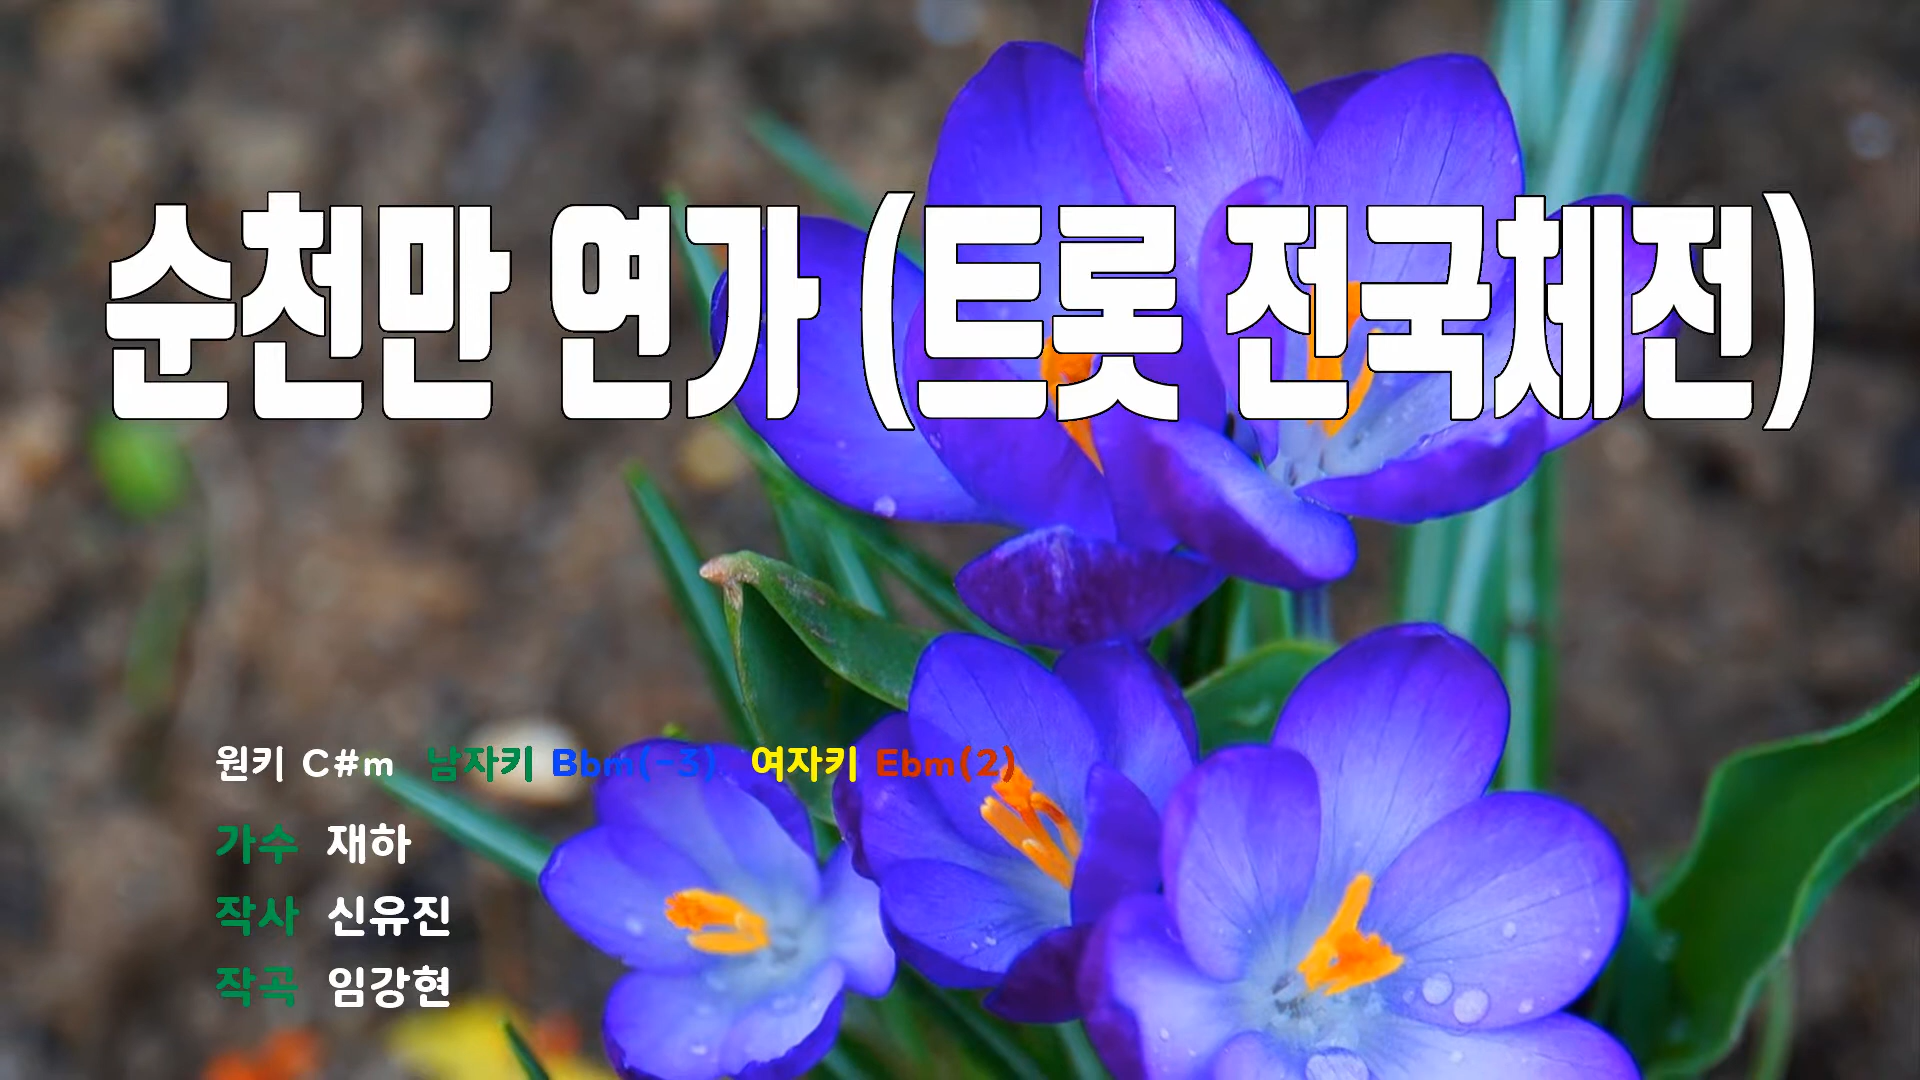 순천만 연가 (트롯 전국체전)
원키 C#m 남자키 Bbm(-3) 여자키 Ebm(2)
가수 재하
작사 신유진
작곡 임강현